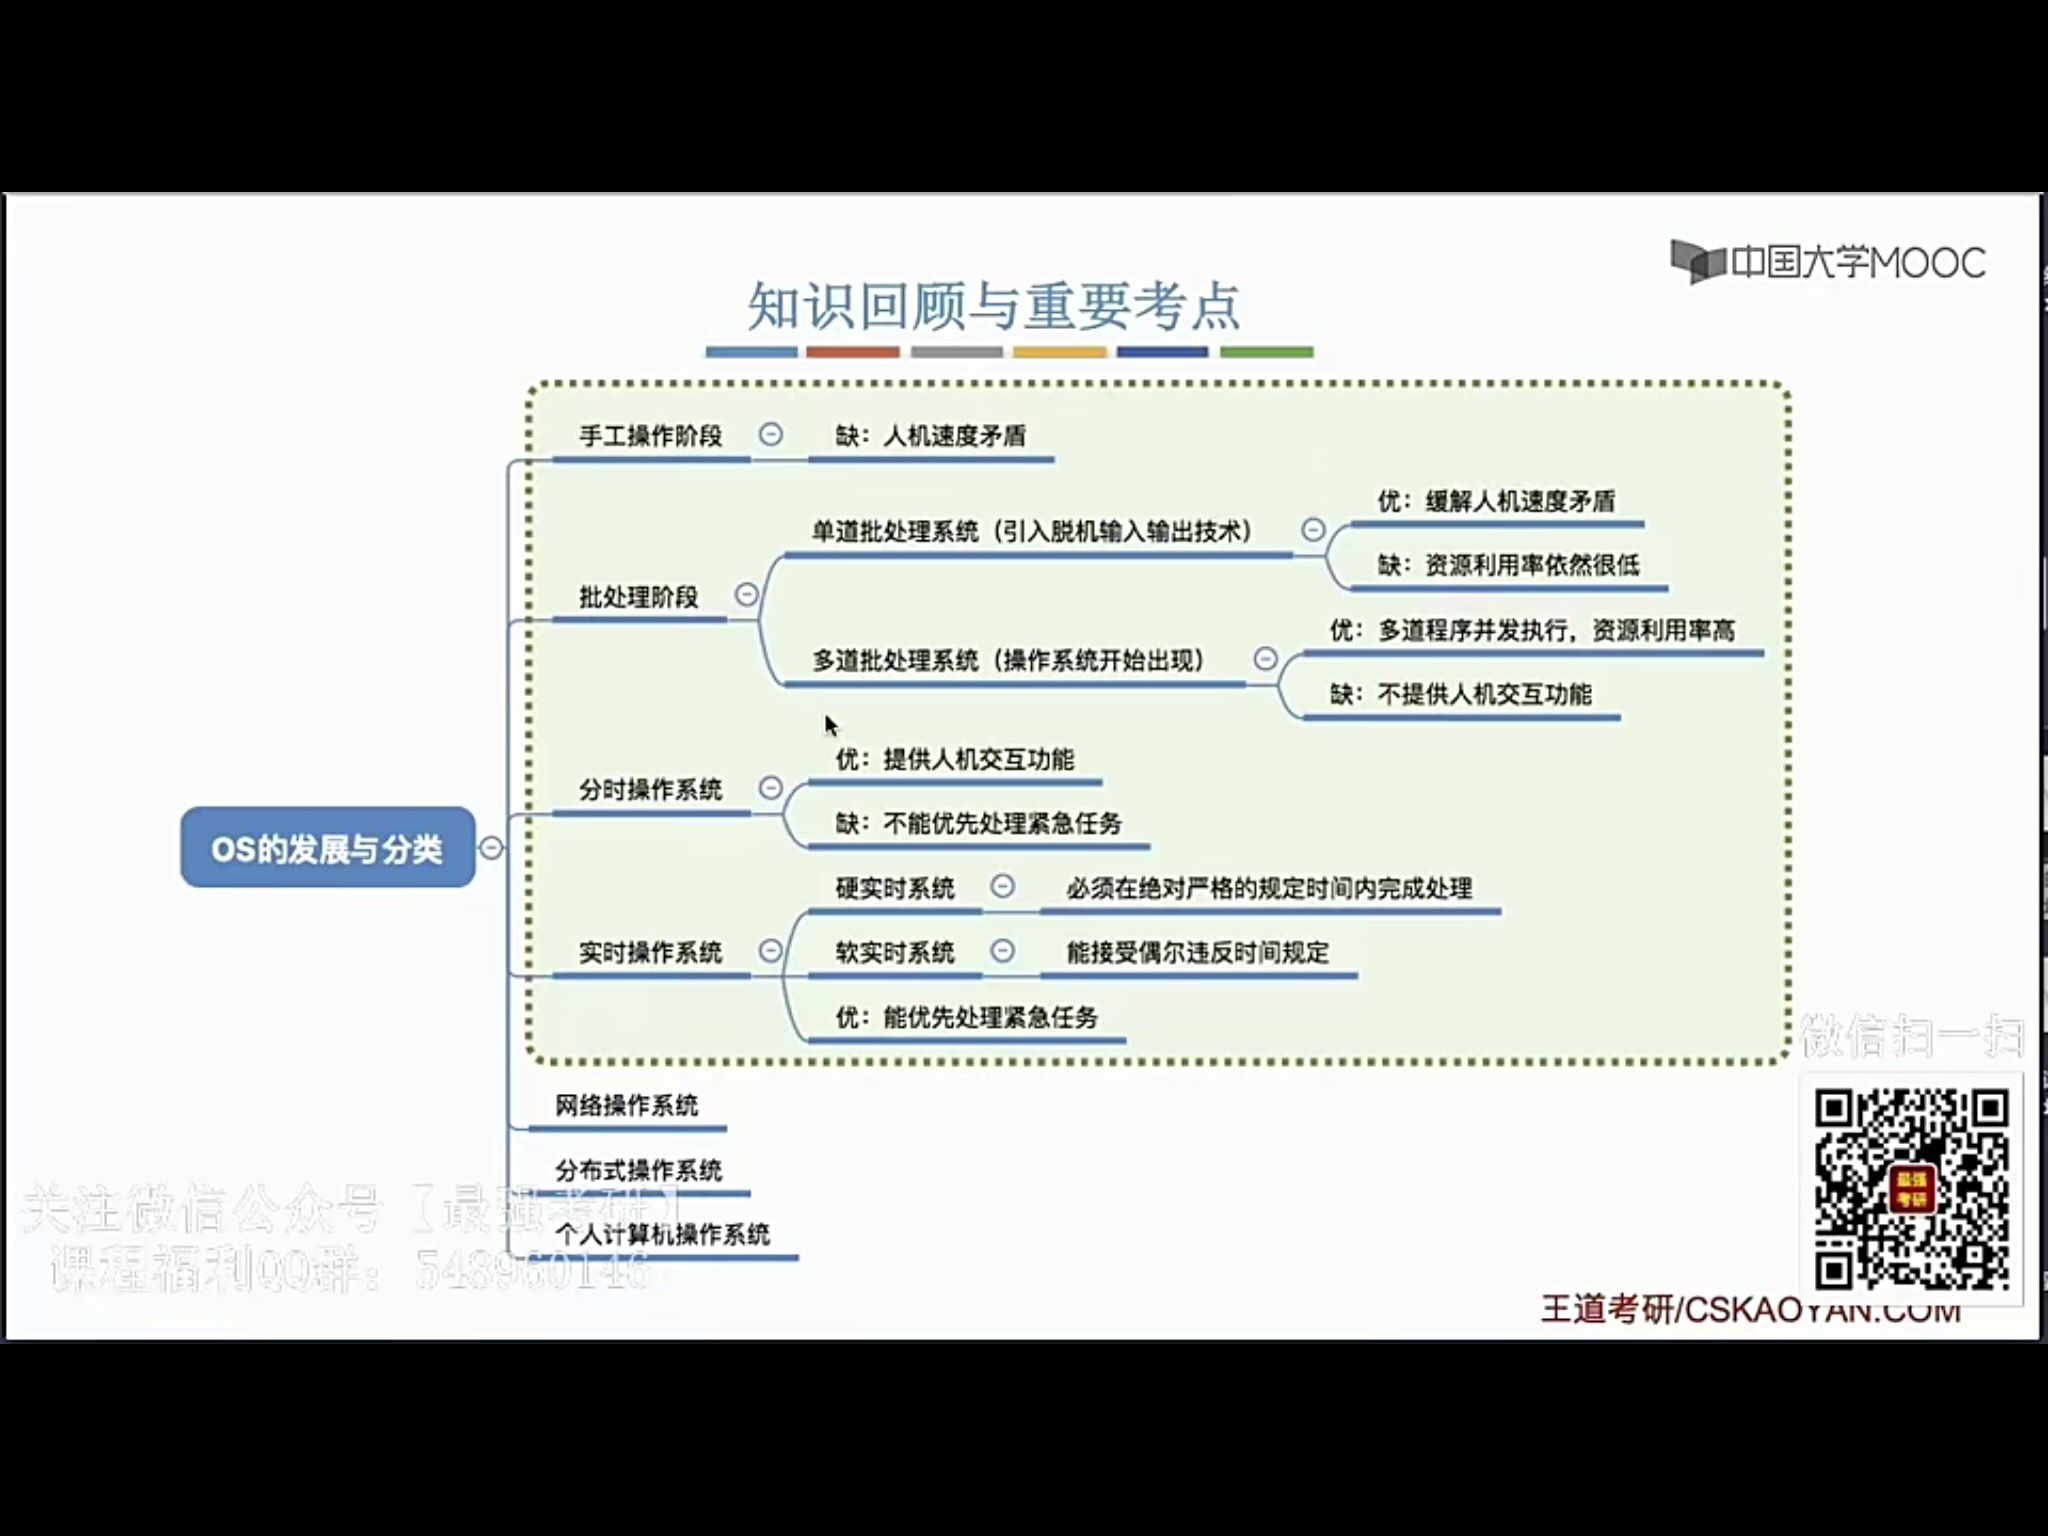 中国大学MOOC
知识回顾与重要考点
手工操作阶段
缺：人机速度矛盾
批处理阶段
单道批处理系统（引入脱机输入输出技术）
优：缓解人机速度矛盾
缺：资源利用率依然很低
多道批处理系统（操作系统开始出现）
优：多道程序并发执行，资源利用率高
缺：不提供人机交互功能
OS的发展与分类
分时操作系统
优：提供人机交互功能
缺：不能优先处理紧急任务
实时操作系统
硬实时系统
必须在绝对严格的规定时间内完成处理
软实时系统
能接受偶尔违反时间规定
优：能优先处理紧急任务
网络操作系统
分布式操作系统
个人计算机操作系统
微信扫一扫
最强
考研
关注微信公众号【最强考研】
课程福利QQ群：548960146
王道考研/CSKAOYAN.COM